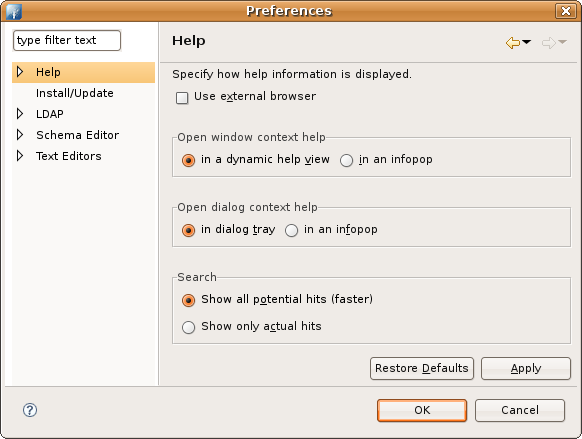 Preferences
type filter text
Help
Install/Update
LDAP
Schema Editor
Text Editors
Help
Specify how help information is displayed.
Use external browser
Open window context help
in a dynamic help view in an infopop
Open dialog context help
in dialog tray in an infopop
Search
Show all potential hits (faster)
Show only actual hits
Restore Defaults Apply
? OK Cancel